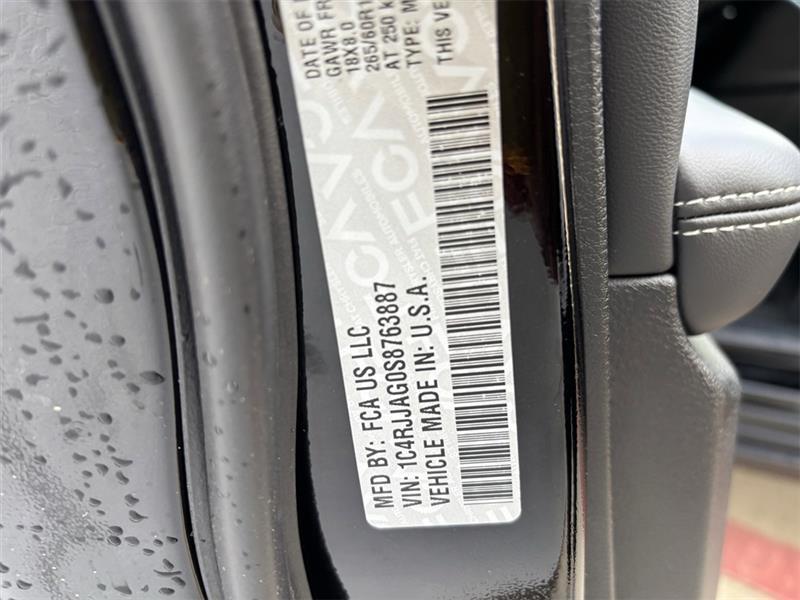 MFD BY: FCA US LLC
DATE OF
VIN: 1C4RJJAG0S8763887
GAWR FR
VEHICLE MADE IN: U.S.A.
18X8.0
265/60R1
AT 250 k
TYPE: M
THIS VE